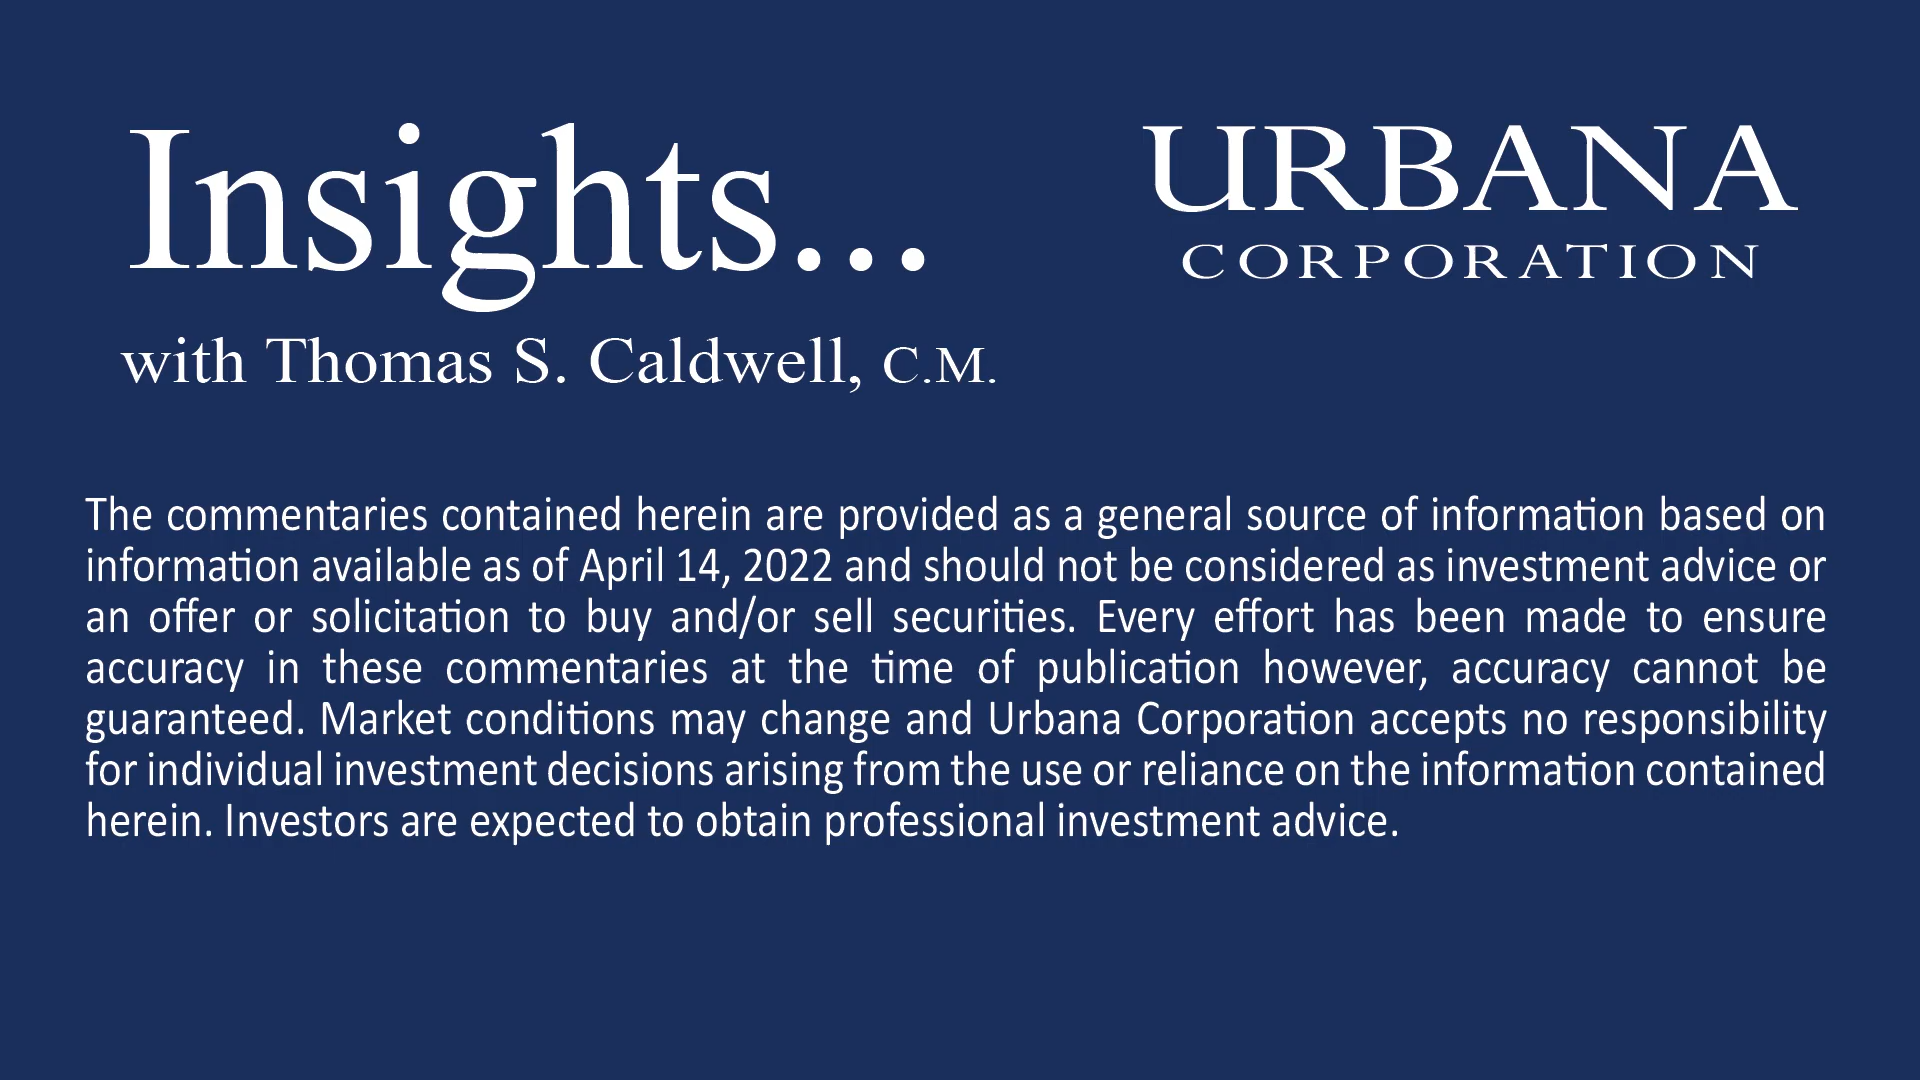 Insights...
URBANA
CORPORATION
with Thomas S. Caldwell, C.M.
The commentaries contained herein are provided as a general source of information based on
information available as of April 14, 2022 and should not be considered as investment advice or
an offer or solicitation to buy and/or sell securities. Every effort has been made to ensure
accuracy in these commentaries at the time of publication however, accuracy cannot be
guaranteed. Market conditions may change and Urbana Corporation accepts no responsibility
for individual investment decisions arising from the use or reliance on the information contained
herein. Investors are expected to obtain professional investment advice.